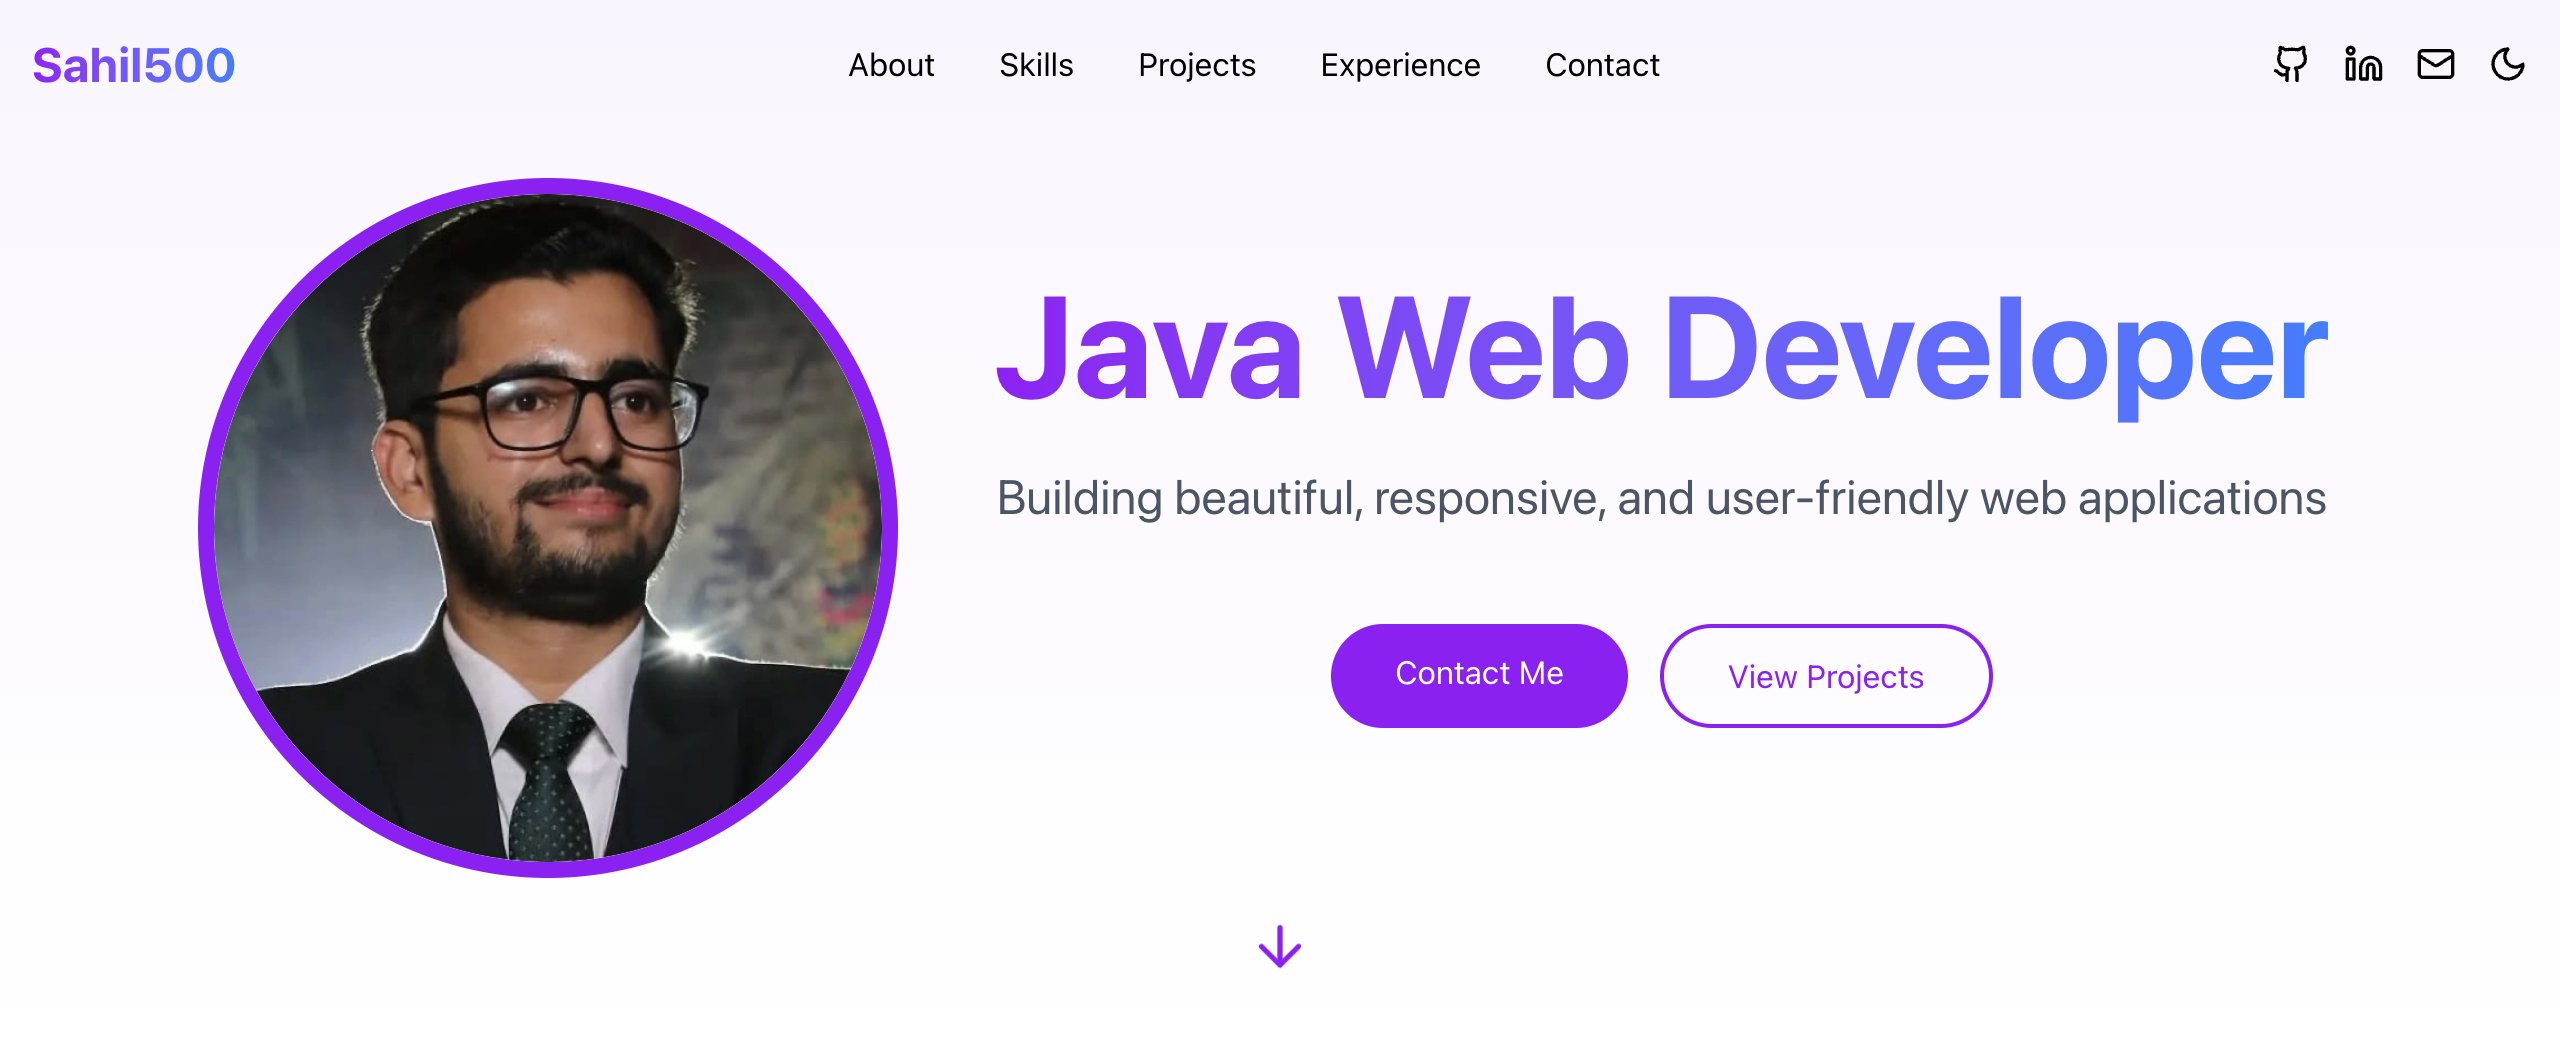 Sahil500
About Skills Projects Experience Contact
Java Web Developer
Building beautiful, responsive, and user-friendly web applications
Contact Me View Projects